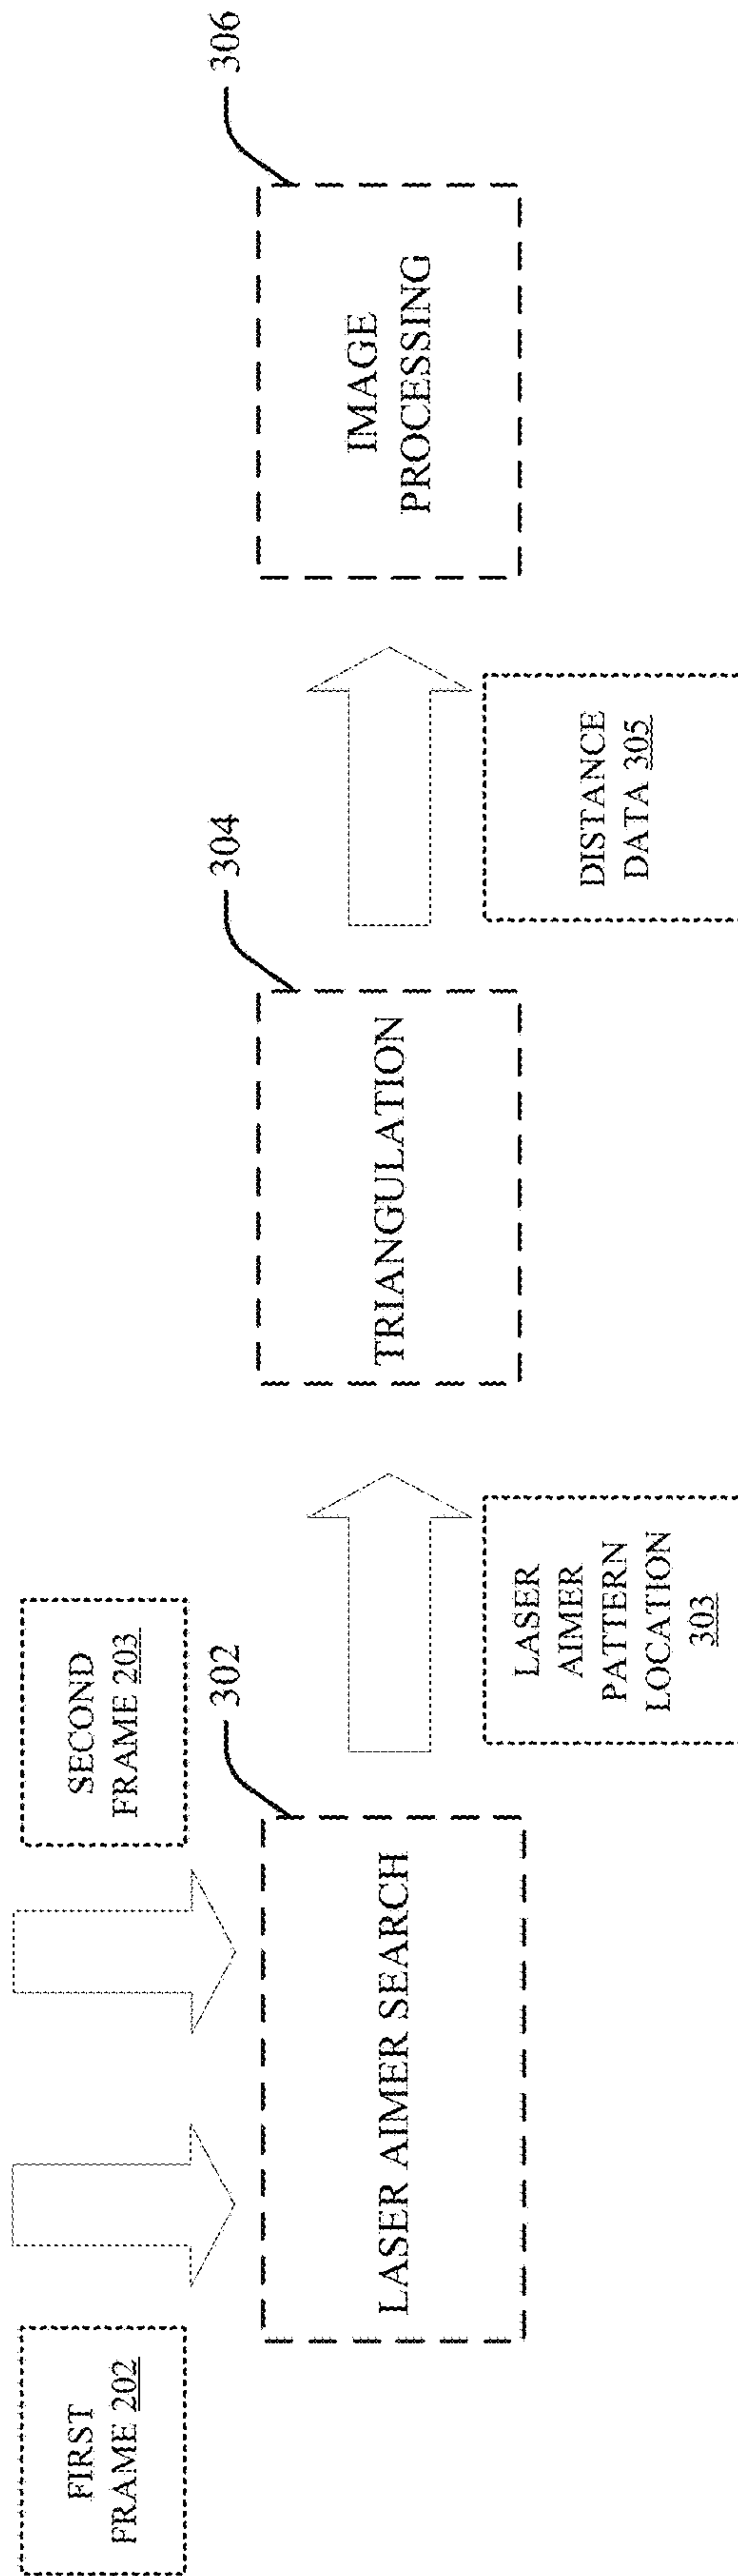 FIRST
FRAME 202
SECOND
FRAME 203
302
LASER AIMER SEARCH
LASER
AIMER
PATTERN
LOCATION
303
304
TRIANGULATION
DISTANCE
DATA 305
306
IMAGE
PROCESSING